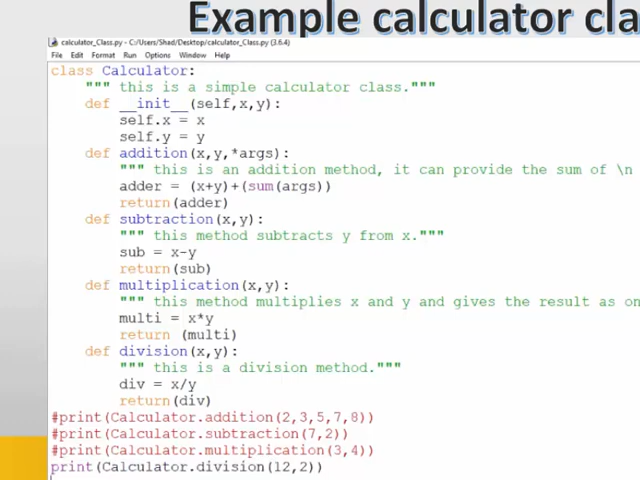 Example calculator cla
calculator_Class.py - C:/Users/Shad/Desktop/calculator_Class.py (3.6.4)
File Edit Format Run Options Window Help
class Calculator:
    """ this is a simple calculator class."""
    def __init__(self,x,y):
        self.x = x
        self.y = y
    def addition(x,y,*args):
        """ this is an addition method, it can provide the sum of \n
        adder = (x+y)+(sum(args))
        return(adder)
    def subtraction(x,y):
        """ this method subtracts y from x."""
        sub = x-y
        return(sub)
    def multiplication(x,y):
        """ this method multiplies x and y and gives the result as on
        multi = x*y
        return (multi)
    def division(x,y):
        """ this is a division method."""
        div = x/y
        return(div)
#print(Calculator.addition(2,3,5,7,8))
#print(Calculator.subtraction(7,2))
#print(Calculator.multiplication(3,4))
print(Calculator.division(12,2))